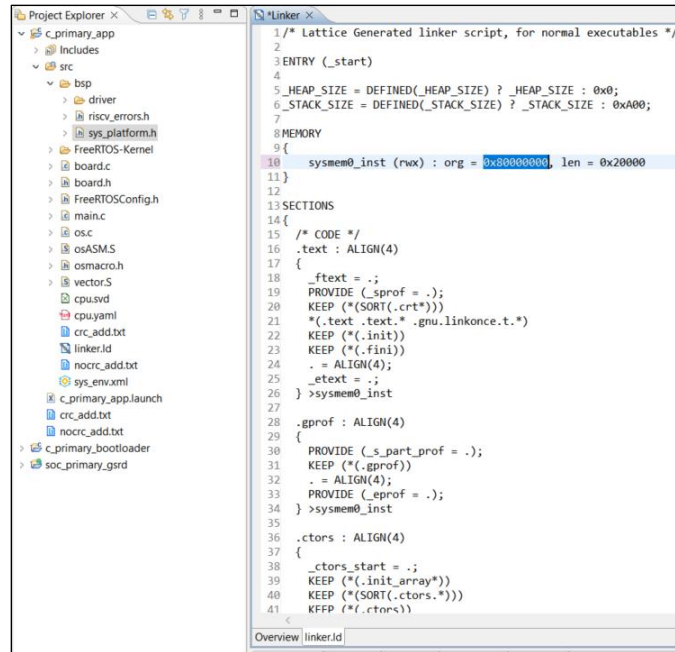 Project Explorer
c_primary_app
Includes
src
bsp
driver
riscv_errors.h
sys_platform.h
FreeRTOS-Kernel
board.c
board.h
FreeRTOSConfig.h
main.c
os.c
osASM.S
osmacro.h
vector.S
cpu.svd
cpu.yaml
crc_add.txt
linker.ld
nocrc_add.txt
sys_env.xml
c_primary_app.launch
crc_add.txt
nocrc_add.txt
c_primary_bootloader
soc_primary_gsrd
*Linker
1 /* Lattice Generated linker script, for normal executables */
2
3 ENTRY (_start)
4
5 _HEAP_SIZE = DEFINED(_HEAP_SIZE) ? _HEAP_SIZE : 0x0;
6 _STACK_SIZE = DEFINED(_STACK_SIZE) ? _STACK_SIZE : 0xA00;
7
8 MEMORY
9 {
10 sysmem0_inst (rwx) : org = 0x80000000, len = 0x20000
11 }
12
13 SECTIONS
14 {
15 /* CODE */
16 .text : ALIGN(4)
17 {
18 _ftext = .;
19 PROVIDE (_sprof = .);
20 KEEP (*(SORT(.crt*)))
21 *(.text .text.* .gnu.linkonce.t.*)
22 KEEP (*(.init))
23 KEEP (*(.fini))
24 . = ALIGN(4);
25 _etext = .;
26 } >sysmem0_inst
27
28 .gprof : ALIGN(4)
29 {
30 PROVIDE (_s_part_prof = .);
31 KEEP (*(.gprof))
32 . = ALIGN(4);
33 PROVIDE (_eprof = .);
34 } >sysmem0_inst
35
36 .ctors : ALIGN(4)
37 {
38 _ctors_start = .;
39 KEEP (*(.init_array*))
40 KEEP (*(SORT(.ctors.*)))
41 KEEP (*(.ctors))
Overview linker.ld